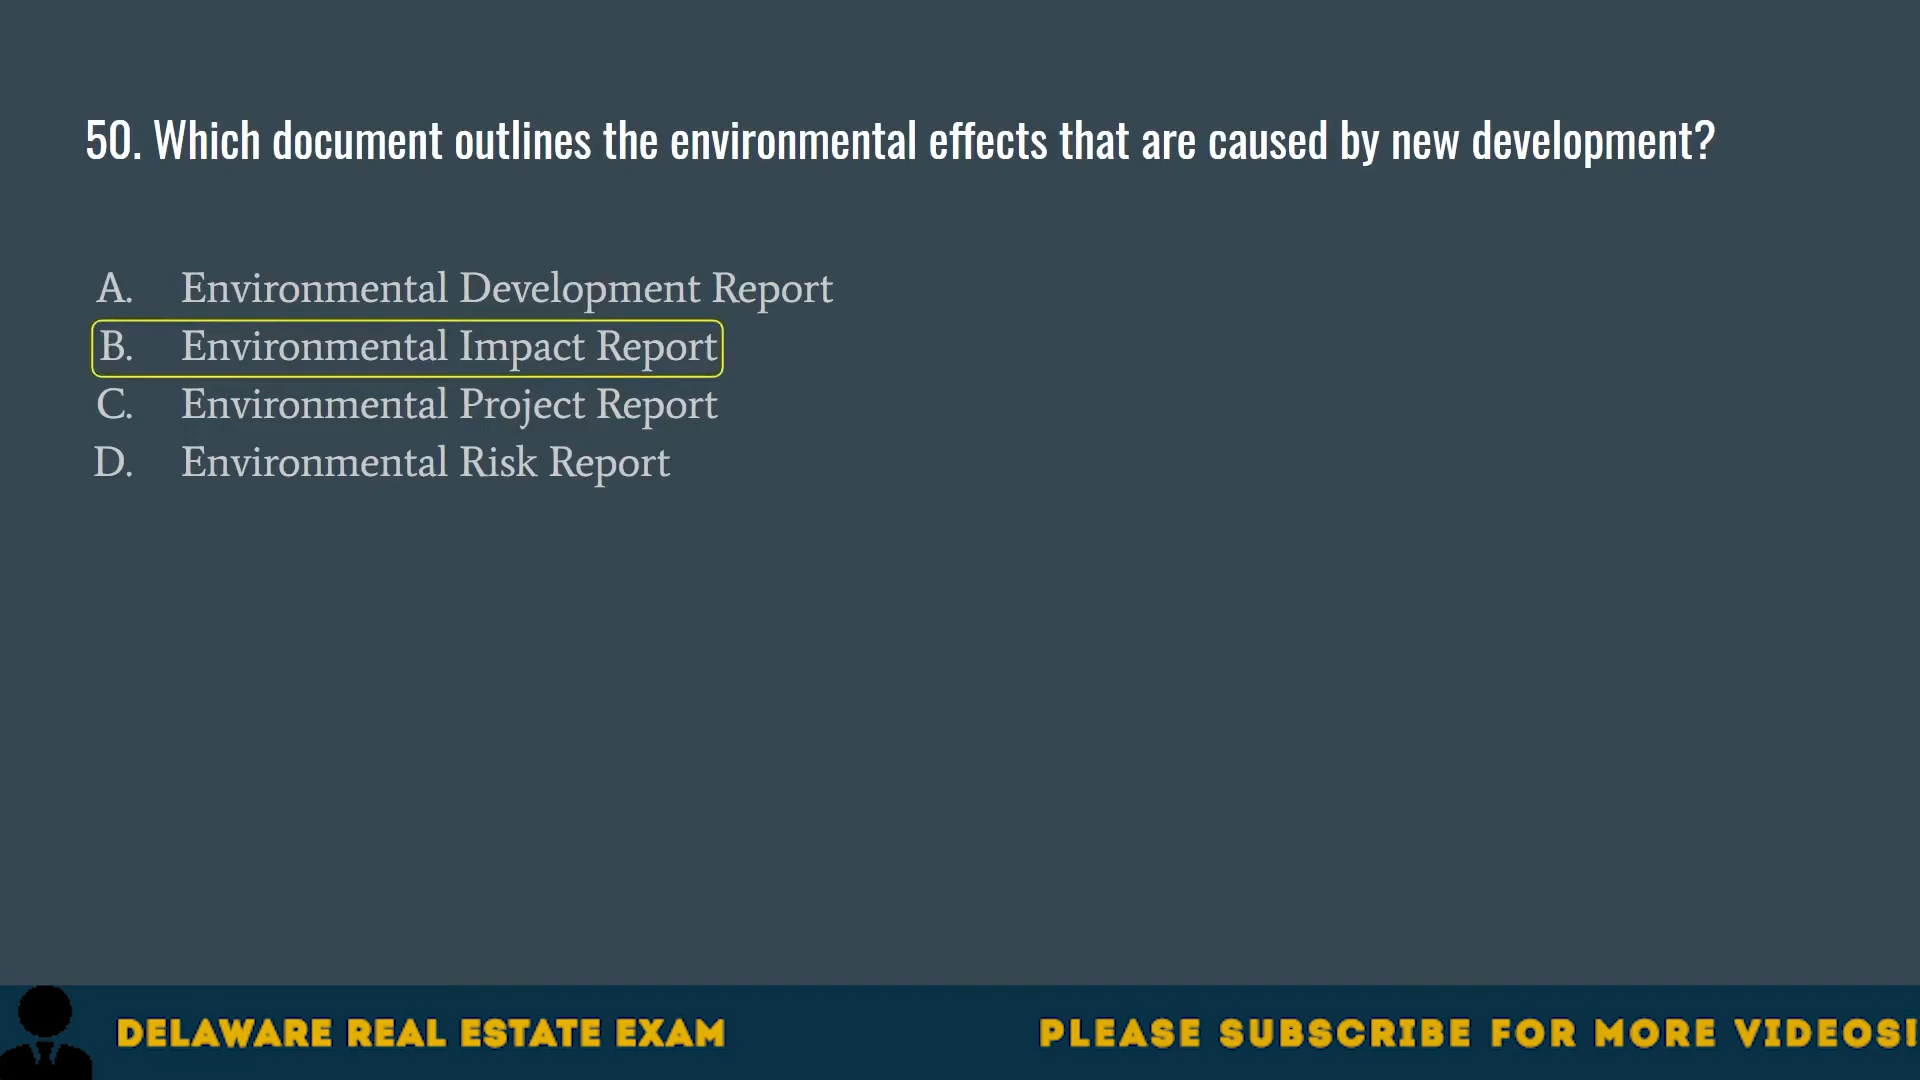 50. Which document outlines the environmental effects that are caused by new development?
A. Environmental Development Report
B. Environmental Impact Report
C. Environmental Project Report
D. Environmental Risk Report
DELAWARE REAL ESTATE EXAM
PLEASE SUBSCRIBE FOR MORE VIDEOS!